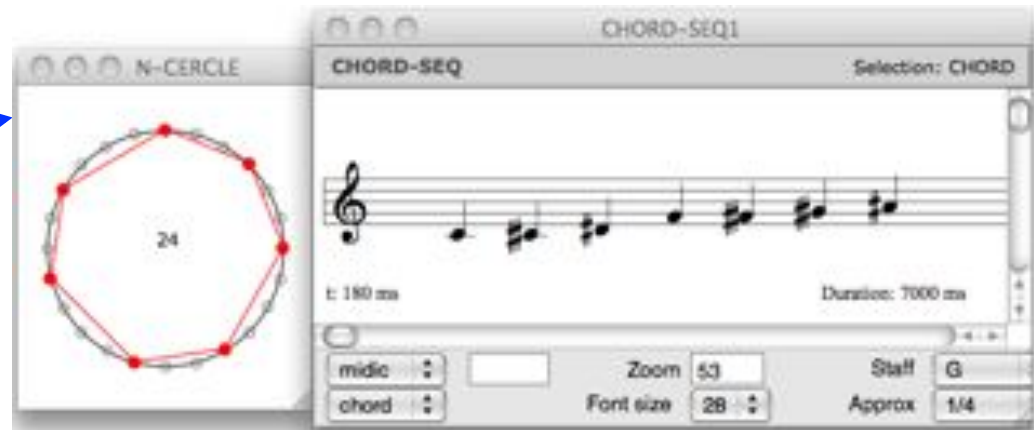 N-CERCLE
24
CHORD-SEQ1
CHORD-SEQ Selection: CHORD
t: 180 ms Duration: 7000 ms
midic Zoom 53 Staff G
chord Font size 28 Approx 1/4